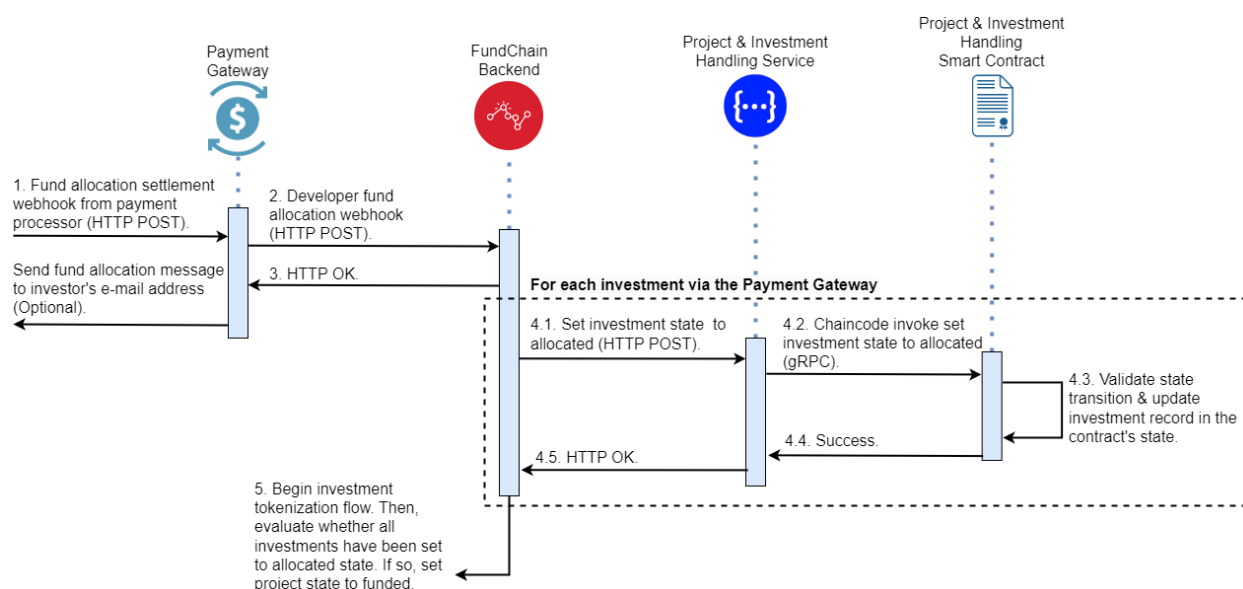 Payment
Gateway
FundChain
Backend
Project & Investment
Handling Service
Project & Investment
Handling
Smart Contract
$
{...}
1. Fund allocation settlement
webhook from payment
processor (HTTP POST).
2. Developer fund
allocation webhook
(HTTP POST).
Send fund allocation message
to investor's e-mail address
(Optional).
3. HTTP OK.
For each investment via the Payment Gateway
4.1. Set investment state to
allocated (HTTP POST).
4.2. Chaincode invoke set
investment state to allocated
(gRPC).
4.3. Validate state
transition & update
investment record in the
contract's state.
4.4. Success.
4.5. HTTP OK.
5. Begin investment
tokenization flow. Then,
evaluate whether all
investments have been set
to allocated state. If so, set
project state to funded.